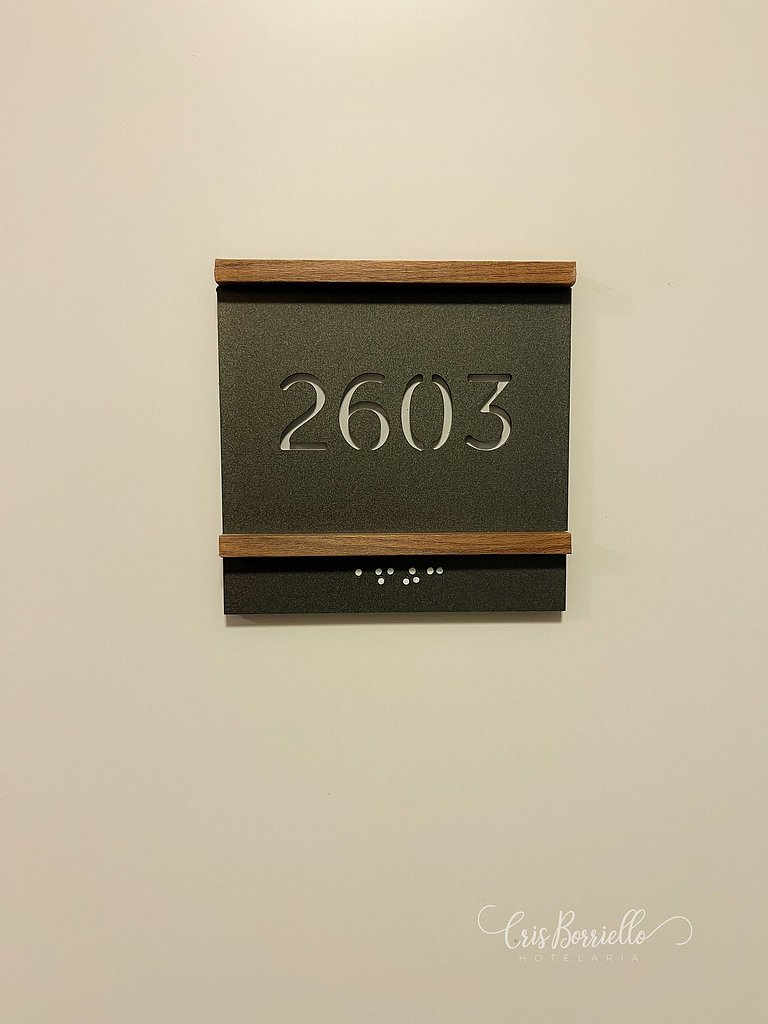 2603
⠁⠋⠚⠉
Cris Borriello
HOTELARIA